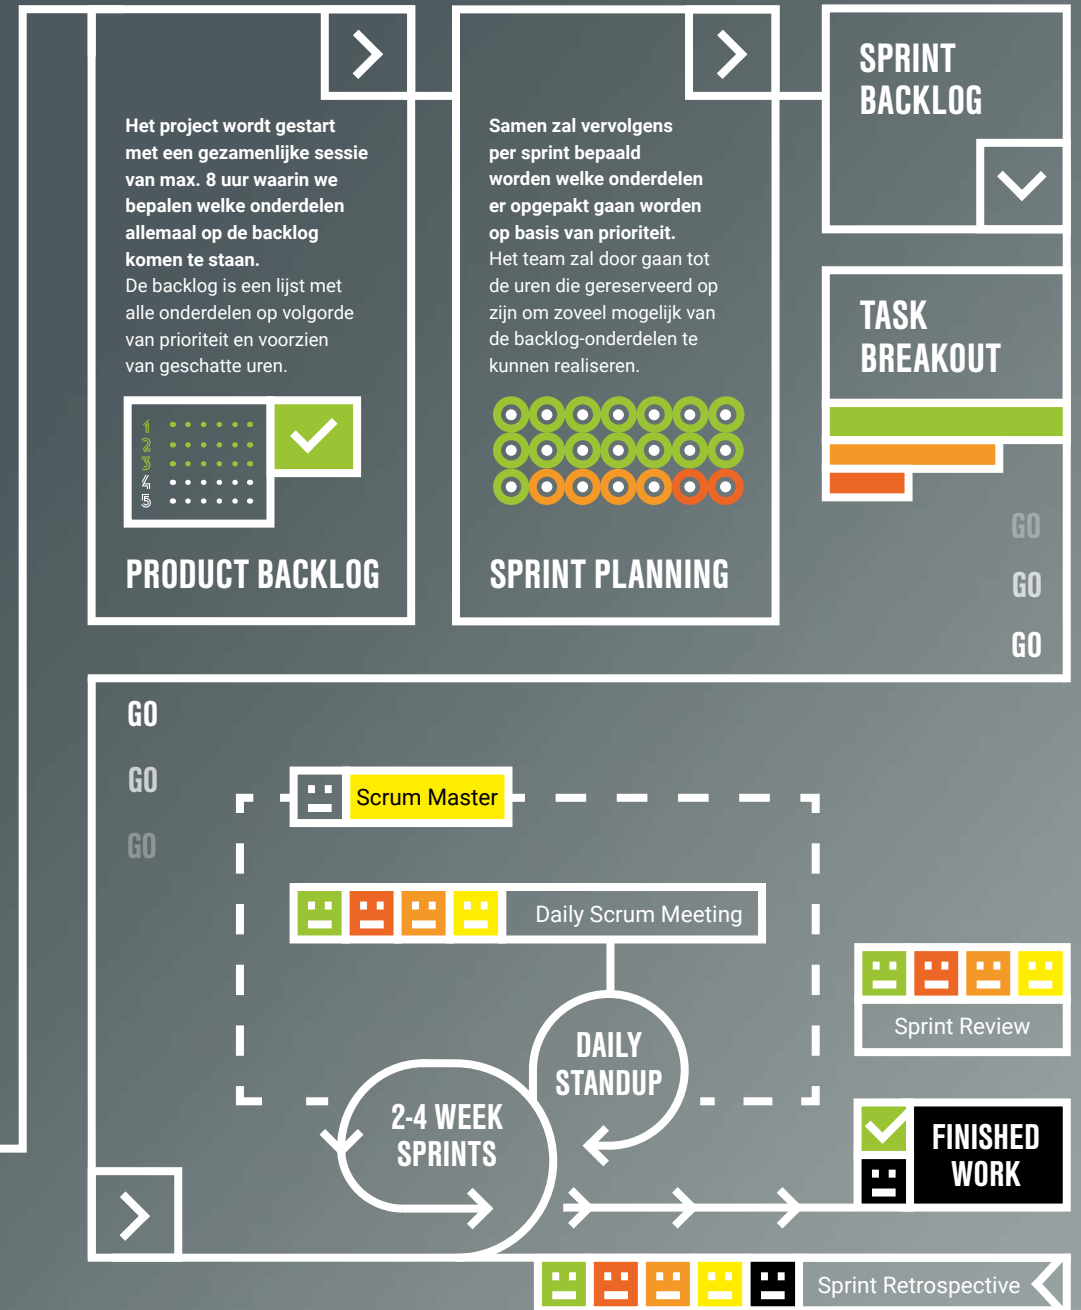 Het project wordt gestart
met een gezamenlijke sessie
van max. 8 uur waarin we
bepalen welke onderdelen
allemaal op de backlog
komen te staan.
De backlog is een lijst met
alle onderdelen op volgorde
van prioriteit en voorzien
van geschatte uren.
1
2
3
4
5
PRODUCT BACKLOG
Samen zal vervolgens
per sprint bepaald
worden welke onderdelen
er opgepakt gaan worden
op basis van prioriteit.
Het team zal door gaan tot
de uren die gereserveerd op
zijn om zoveel mogelijk van
de backlog-onderdelen te
kunnen realiseren.
SPRINT PLANNING
SPRINT
BACKLOG
TASK
BREAKOUT
GO
GO
GO
GO
GO
GO
Scrum Master
Daily Scrum Meeting
DAILY
STANDUP
2-4 WEEK
SPRINTS
Sprint Review
FINISHED
WORK
Sprint Retrospective